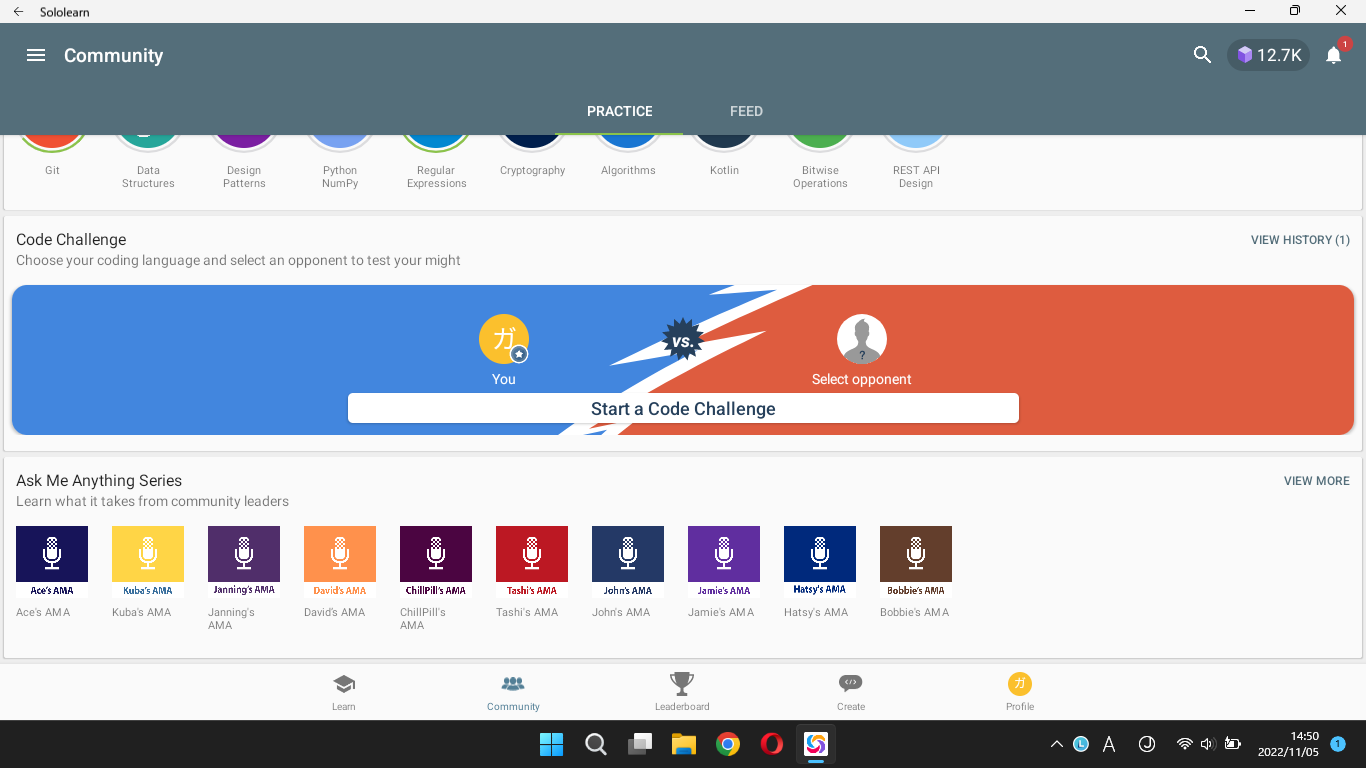 Sololearn
Community
12.7K
1
PRACTICE
FEED
Git
Data
Structures
Design
Patterns
Python
NumPy
Regular
Expressions
Cryptography
Algorithms
Kotlin
Bitwise
Operations
REST API
Design
Code Challenge
VIEW HISTORY (1)
Choose your coding language and select an opponent to test your might
ガ
vs.
?
You
Select opponent
Start a Code Challenge
Ask Me Anything Series
VIEW MORE
Learn what it takes from community leaders
Ace's AMA
Kuba's AMA
Janning's AMA
David's AMA
ChillPill's AMA
Tashi's AMA
John's AMA
Jamie's AMA
Hatsy's AMA
Bobbie's AMA
Ace's AMA
Kuba's AMA
Janning's
AMA
David's AMA
ChillPill's
AMA
Tashi's AMA
John's AMA
Jamie's AMA
Hatsy's AMA
Bobbie's AMA
ガ
Learn
Community
Leaderboard
Create
Profile
L
A
J
14:50
2022/11/05
1